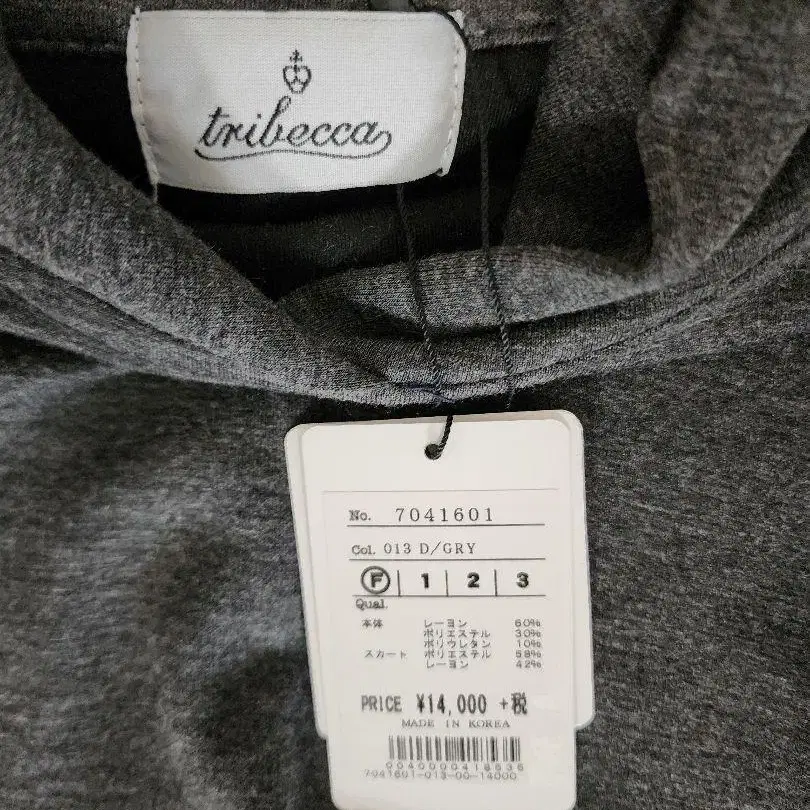 tribecca
No. 7041601
Col. 013 D/GRY
F 1 2 3
Qual.
本体 レーヨン 60%
ポリエステル 30%
ポリウレタン 10%
スカート ポリエステル 58%
レーヨン 42%
PRICE ¥14,000 +税
MADE IN KOREA
0040000418636
7041601-013-00-14000